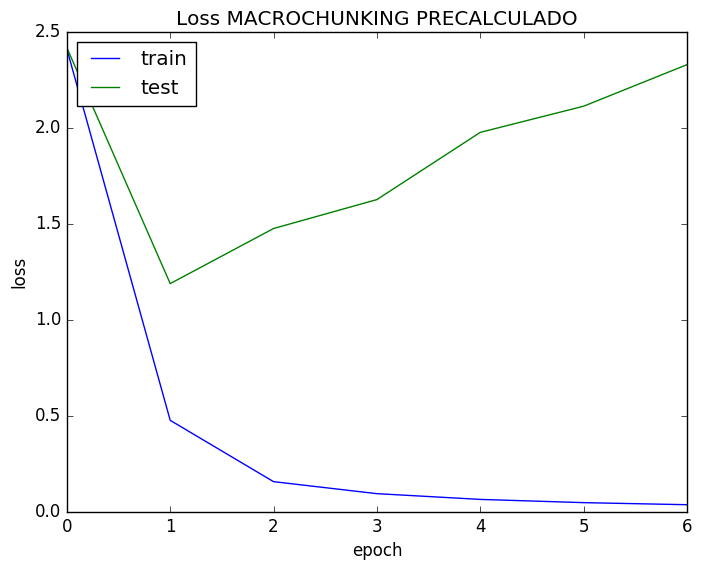 Loss MACROCHUNKING PRECALCULADO
train
test
2.5
2.0
1.5
1.0
0.5
0.0
loss
0 1 2 3 4 5 6
epoch